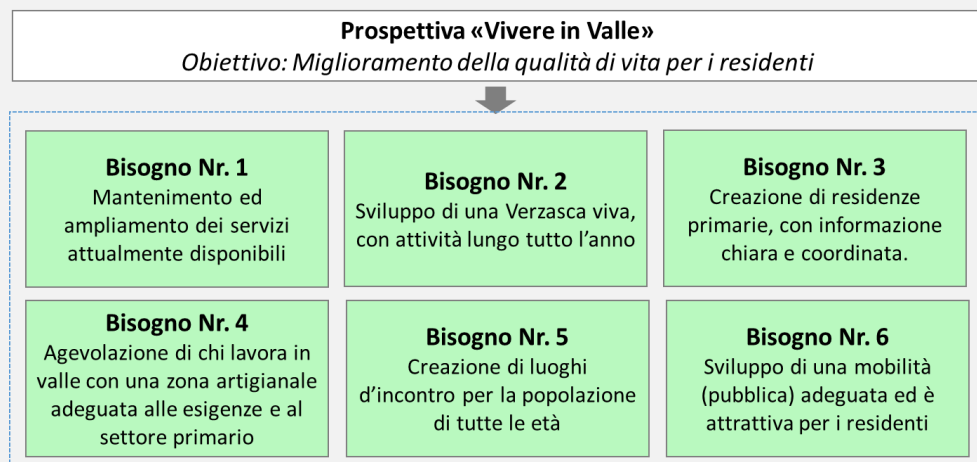 Prospettiva «Vivere in Valle»
Obiettivo: Miglioramento della qualità di vita per i residenti
Bisogno Nr. 1
Mantenimento ed
ampliamento dei servizi
attualmente disponibili
Bisogno Nr. 2
Sviluppo di una Verzasca viva,
con attività lungo tutto l’anno
Bisogno Nr. 3
Creazione di residenze
primarie, con informazione
chiara e coordinata.
Bisogno Nr. 4
Agevolazione di chi lavora in
valle con una zona artigianale
adeguata alle esigenze e al
settore primario
Bisogno Nr. 5
Creazione di luoghi
d’incontro per la popolazione
di tutte le età
Bisogno Nr. 6
Sviluppo di una mobilità
(pubblica) adeguata ed è
attrattiva per i residenti